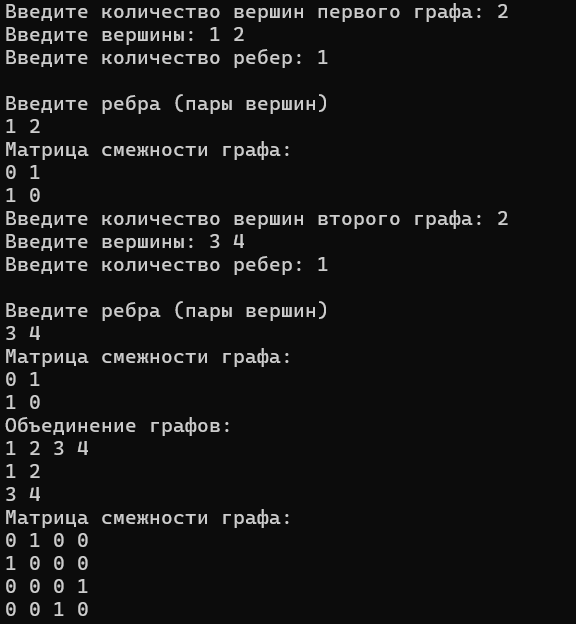 Введите количество вершин первого графа: 2
Введите вершины: 1 2
Введите количество ребер: 1
Введите ребра (пары вершин)
1 2
Матрица смежности графа:
0 1
1 0
Введите количество вершин второго графа: 2
Введите вершины: 3 4
Введите количество ребер: 1
Введите ребра (пары вершин)
3 4
Матрица смежности графа:
0 1
1 0
Объединение графов:
1 2 3 4
1 2
3 4
Матрица смежности графа:
0 1 0 0
1 0 0 0
0 0 0 1
0 0 1 0